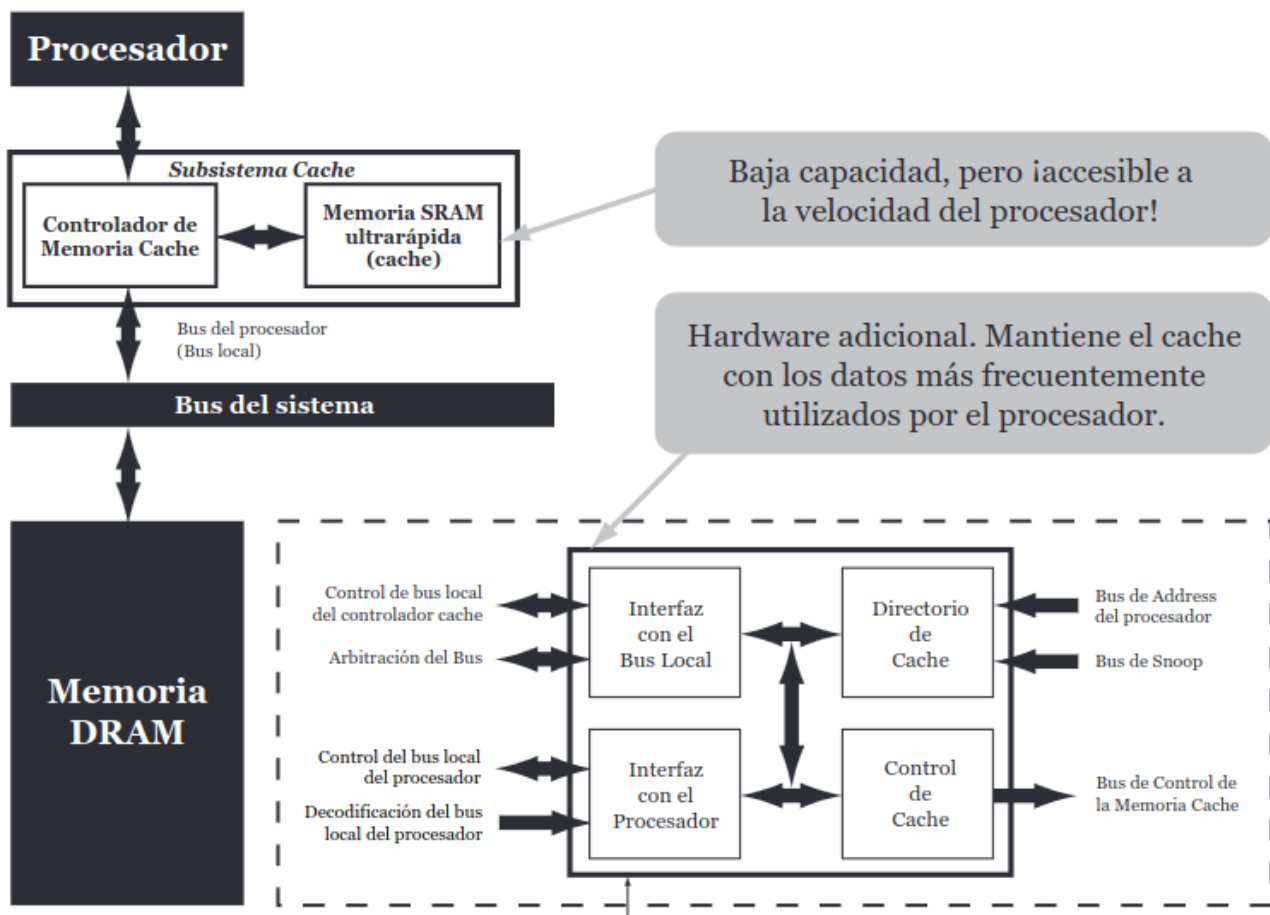 Procesador
Subsistema Cache
Controlador de
Memoria Cache
Memoria SRAM
ultrarápida
(cache)
Baja capacidad, pero ¡accesible a
la velocidad del procesador!
Bus del procesador
(Bus local)
Hardware adicional. Mantiene el cache
con los datos más frecuentemente
utilizados por el procesador.
Bus del sistema
Memoria
DRAM
Control de bus local
del controlador cache
Arbitración del Bus
Control del bus local
del procesador
Decodificación del bus
local del procesador
Interfaz
con el
Bus Local
Directorio
de
Cache
Interfaz
con el
Procesador
Control
de
Cache
Bus de Address
del procesador
Bus de Snoop
Bus de Control de
la Memoria Cache